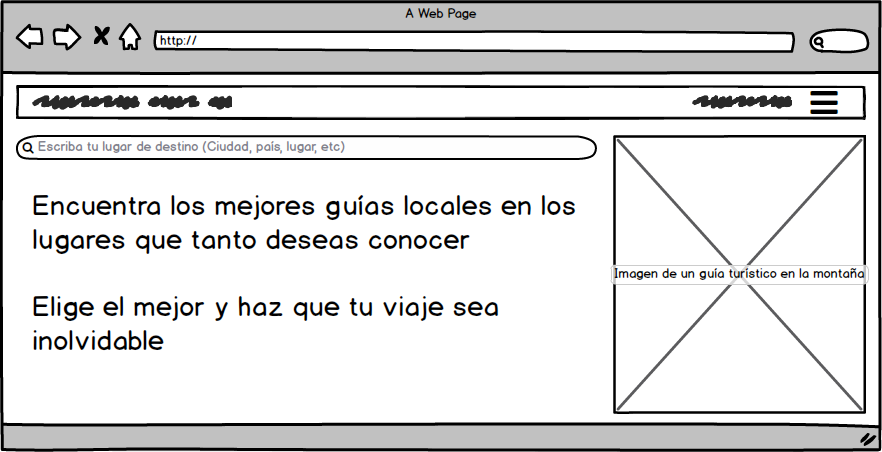 A Web Page
http://
Escriba tu lugar de destino (Ciudad, país, lugar, etc)
Encuentra los mejores guías locales en los
lugares que tanto deseas conocer
Elige el mejor y haz que tu viaje sea
inolvidable
Imagen de un guía turístico en la montaña